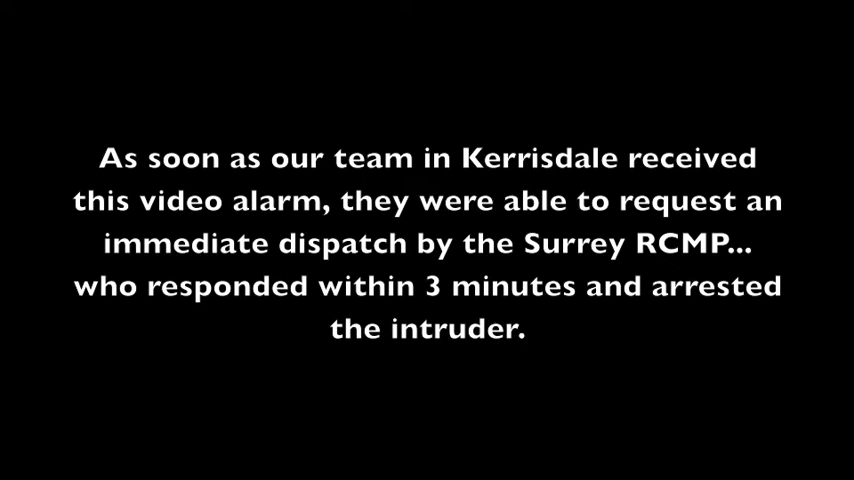 As soon as our team in Kerrisdale received
this video alarm, they were able to request an
immediate dispatch by the Surrey RCMP...
who responded within 3 minutes and arrested
the intruder.